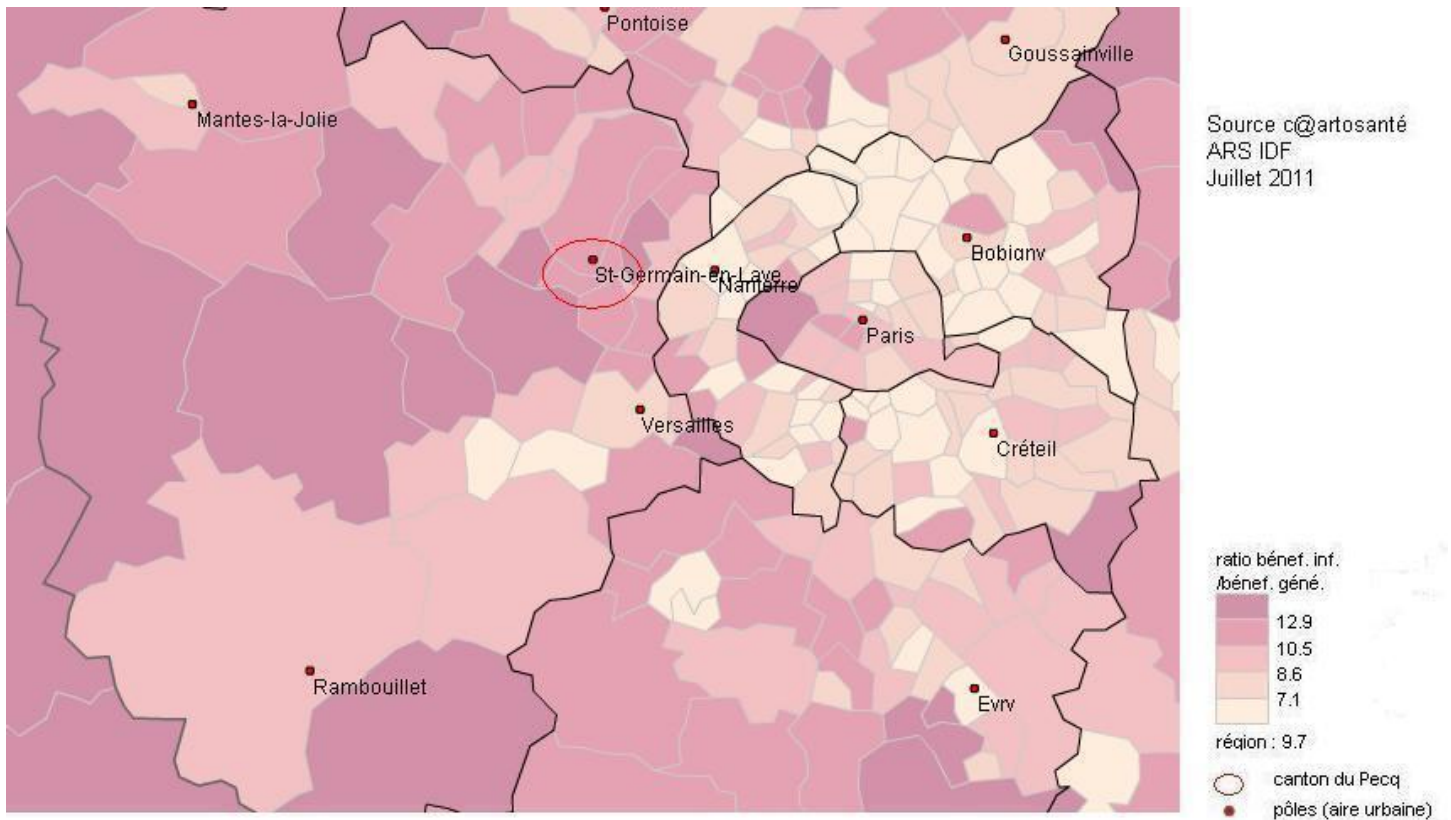 Pontoise
Goussainville
Mantes-la-Jolie
Source c@artosanté
ARS IDF
Juillet 2011
Bobigny
St-Germain-en-Laye
Nanterre
Paris
Versailles
Créteil
ratio bénef. inf.
/bénef. géné.
12.9
10.5
8.6
7.1
Rambouillet
Evry
région : 9.7
canton du Pecq
pôles (aire urbaine)